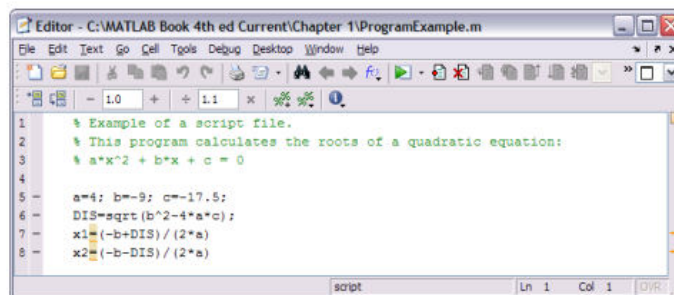 Editor - C:\MATLAB Book 4th ed Current\Chapter 1\ProgramExample.m
File Edit Text Go Cell Tools Debug Desktop Window Help
1.0 1.1
1 % Example of a script file.
2 % This program calculates the roots of a quadratic equation:
3 % a*x^2 + b*x + c = 0
4
5 a=4; b=-9; c=-17.5;
6 DIS=sqrt(b^2-4*a*c);
7 x1=(-b+DIS)/(2*a)
8 x2=(-b-DIS)/(2*a)
script Ln 1 Col 1 OVR